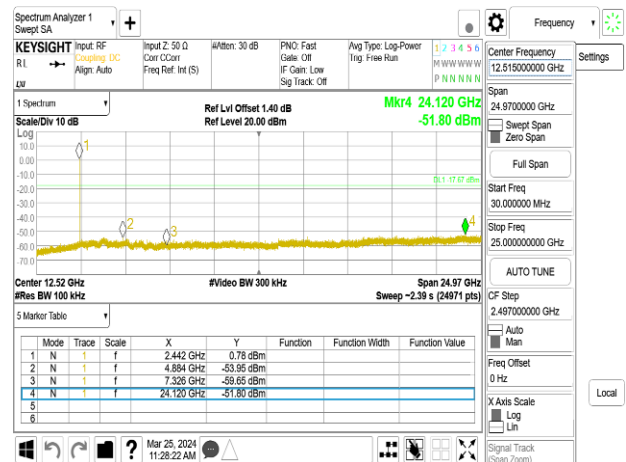 Spectrum Analyzer 1
Swept SA
+
Frequency
KEYSIGHT
RL
Input: RF
Coupling: DC
Align: Auto
Input Z: 50 Ω
Corr CCorr
Freq Ref: Int (S)
#Atten: 30 dB
PNO: Fast
Gate: Off
IF Gain: Low
Sig Track: Off
Avg Type: Log-Power
Trig: Free Run
1 2 3 4 5 6
M W W W W W
P N N N N N
LXI
1 Spectrum
Scale/Div 10 dB
Ref Lvl Offset 1.40 dB
Ref Level 20.00 dBm
Mkr4 24.120 GHz
-51.80 dBm
Log
10.0
0.00
-10.0
-20.0
-30.0
-40.0
-50.0
-60.0
-70.0
1
2
3
4
DL1 -17.67 dBm
Center 12.52 GHz
#Res BW 100 kHz
#Video BW 300 kHz
Span 24.97 GHz
Sweep ~2.39 s (24971 pts)
5 Marker Table
Mode Trace Scale X Y Function Function Width Function Value
1 N 1 f 2.442 GHz 0.78 dBm
2 N 1 f 4.884 GHz -53.95 dBm
3 N 1 f 7.326 GHz -59.65 dBm
4 N 1 f 24.120 GHz -51.80 dBm
5
6
?
Mar 25, 2024
11:28:22 AM
Center Frequency
12.515000000 GHz
Span
24.9700000 GHz
Swept Span
Zero Span
Full Span
Start Freq
30.000000 MHz
Stop Freq
25.000000000 GHz
AUTO TUNE
CF Step
2.497000000 GHz
Auto
Man
Freq Offset
0 Hz
X Axis Scale
Log
Lin
Signal Track
(Span Zoom)
Settings
Local